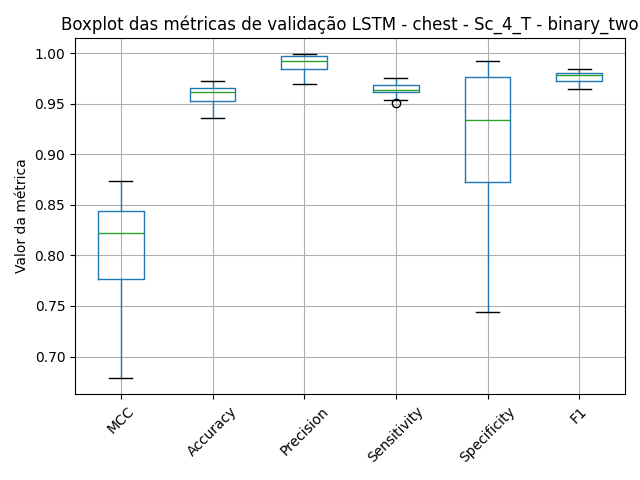 Boxplot das métricas de validação LSTM - chest - Sc_4_T - binary_two
Valor da métrica
1.00
0.95
0.90
0.85
0.80
0.75
0.70
MCC
Accuracy
Precision
Sensitivity
Specificity
F1